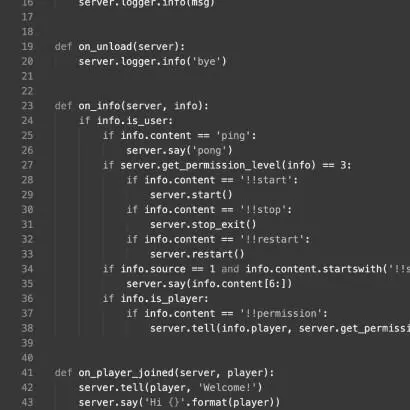 16 server.logger.info(msg)
17
18
19 def on_unload(server):
20 server.logger.info('bye')
21
22
23 def on_info(server, info):
24 if info.is_user:
25 if info.content == 'ping':
26 server.say('pong')
27 if server.get_permission_level(info) == 3:
28 if info.content == '!!start':
29 server.start()
30 if info.content == '!!stop':
31 server.stop_exit()
32 if info.content == '!!restart':
33 server.restart()
34 if info.source == 1 and info.content.startswith('!!s
35 server.say(info.content[6:])
36 if info.is_player:
37 if info.content == '!!permission':
38 server.tell(info.player, server.get_permissi
39
40
41 def on_player_joined(server, player):
42 server.tell(player, 'Welcome!')
43 server.say('Hi {}'.format(player))